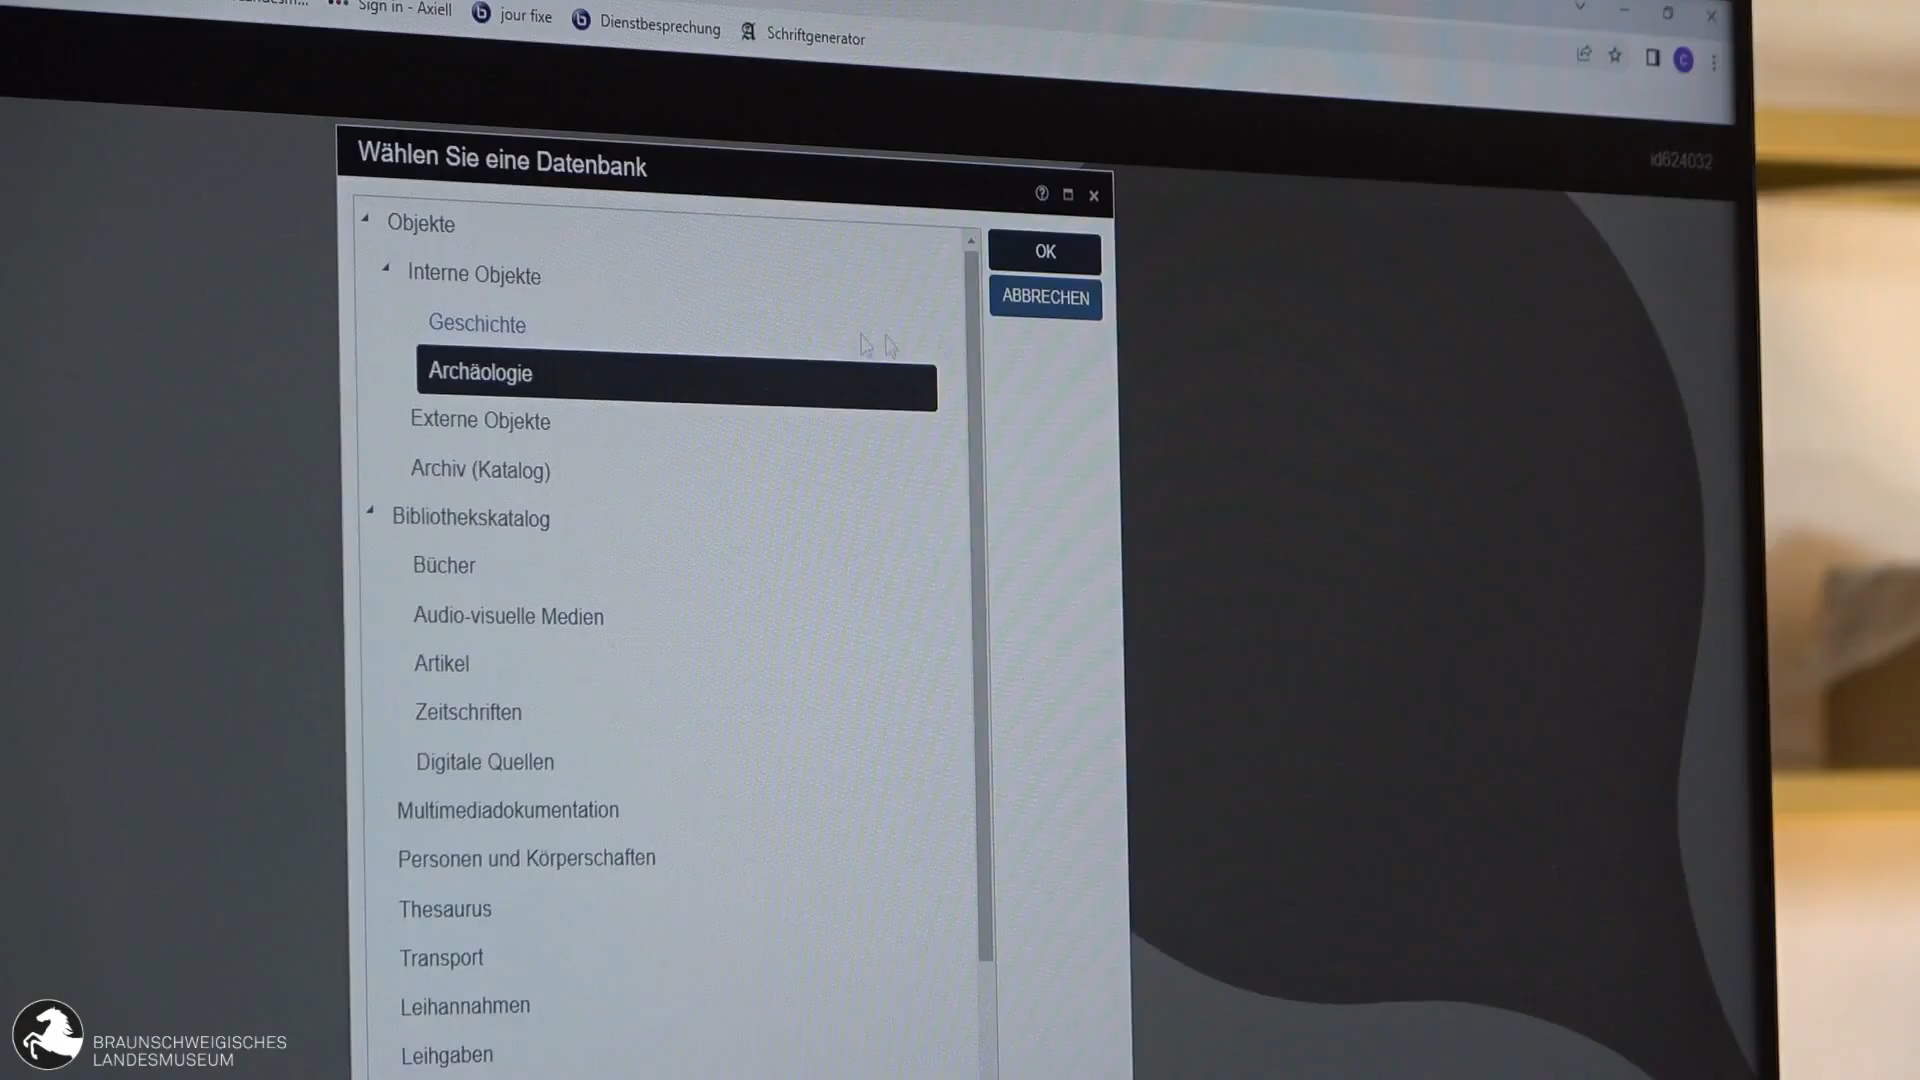 Sign in - Axiell
jour fixe
Dienstbesprechung
Schriftgenerator
id624032
Wählen Sie eine Datenbank
Objekte
Interne Objekte
Geschichte
Archäologie
Externe Objekte
Archiv (Katalog)
Bibliothekskatalog
Bücher
Audio-visuelle Medien
Artikel
Zeitschriften
Digitale Quellen
Multimediadokumentation
Personen und Körperschaften
Thesaurus
Transport
Leihannahmen
Leihgaben
OK
ABBRECHEN
C
BRAUNSCHWEIGISCHES
LANDESMUSEUM